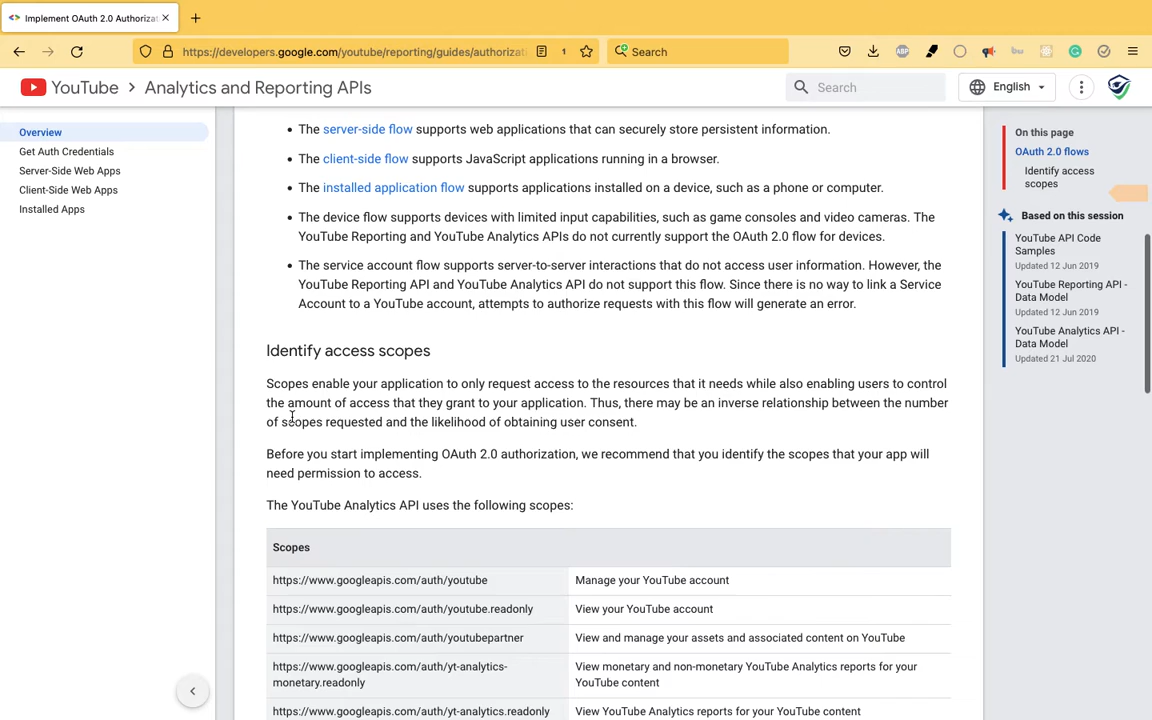 Implement OAuth 2.0 Authorizat
https://developers.google.com/youtube/reporting/guides/authorizat
1
Search
ABP
YouTube > Analytics and Reporting APIs
Search
English
Overview
Get Auth Credentials
Server-Side Web Apps
Client-Side Web Apps
Installed Apps
• The server-side flow supports web applications that can securely store persistent information.
• The client-side flow supports JavaScript applications running in a browser.
• The installed application flow supports applications installed on a device, such as a phone or computer.
• The device flow supports devices with limited input capabilities, such as game consoles and video cameras. The
YouTube Reporting and YouTube Analytics APIs do not currently support the OAuth 2.0 flow for devices.
• The service account flow supports server-to-server interactions that do not access user information. However, the
YouTube Reporting API and YouTube Analytics API do not support this flow. Since there is no way to link a Service
Account to a YouTube account, attempts to authorize requests with this flow will generate an error.
Identify access scopes
Scopes enable your application to only request access to the resources that it needs while also enabling users to control
the amount of access that they grant to your application. Thus, there may be an inverse relationship between the number
of scopes requested and the likelihood of obtaining user consent.
Before you start implementing OAuth 2.0 authorization, we recommend that you identify the scopes that your app will
need permission to access.
The YouTube Analytics API uses the following scopes:
Scopes
https://www.googleapis.com/auth/youtube Manage your YouTube account
https://www.googleapis.com/auth/youtube.readonly View your YouTube account
https://www.googleapis.com/auth/youtubepartner View and manage your assets and associated content on YouTube
https://www.googleapis.com/auth/yt-analytics- View monetary and non-monetary YouTube Analytics reports for your
monetary.readonly YouTube content
https://www.googleapis.com/auth/yt-analytics.readonly View YouTube Analytics reports for your YouTube content
On this page
OAuth 2.0 flows
Identify access
scopes
Based on this session
YouTube API Code
Samples
Updated 12 Jun 2019
YouTube Reporting API -
Data Model
Updated 12 Jun 2019
YouTube Analytics API -
Data Model
Updated 21 Jul 2020